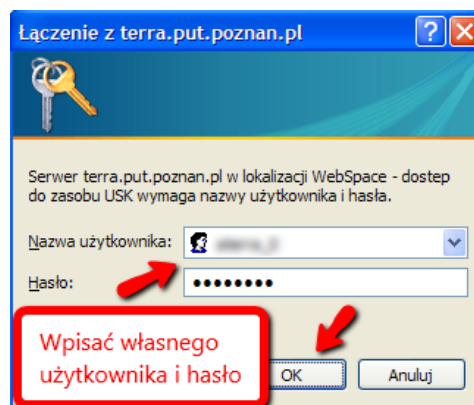 Łączenie z terra.put.poznan.pl
Serwer terra.put.poznan.pl w lokalizacji WebSpace - dostep
do zasobu USK wymaga nazwy użytkownika i hasła.
Nazwa użytkownika:
Hasło:
Wpisać własnego
użytkownika i hasło
OK
Anuluj